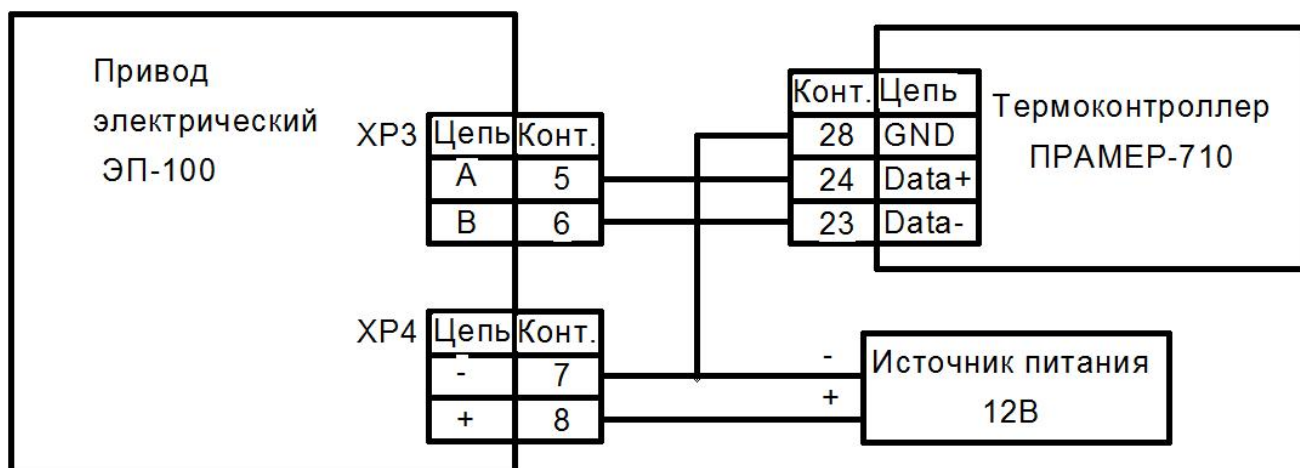 Привод
электрический
ЭП-100
XP3
Цепь Конт.
A 5
B 6
XP4
Цепь Конт.
- 7
+ 8
Конт. Цепь
28 GND
24 Data+
23 Data-
Термоконтроллер
ПРАМЕР-710
-
+
Источник питания
12В